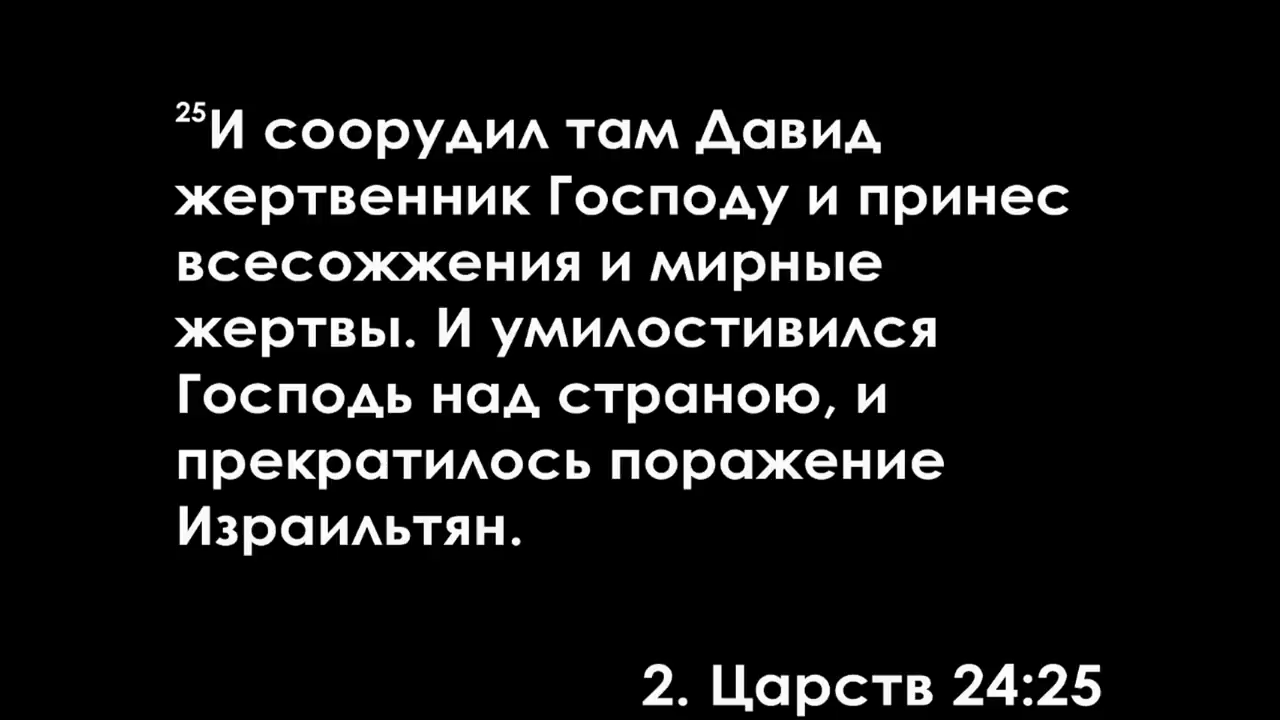 25И соорудил там Давид
жертвенник Господу и принес
всесожжения и мирные
жертвы. И умилостивился
Господь над страною, и
прекратилось поражение
Израильтян.
2. Царств 24:25